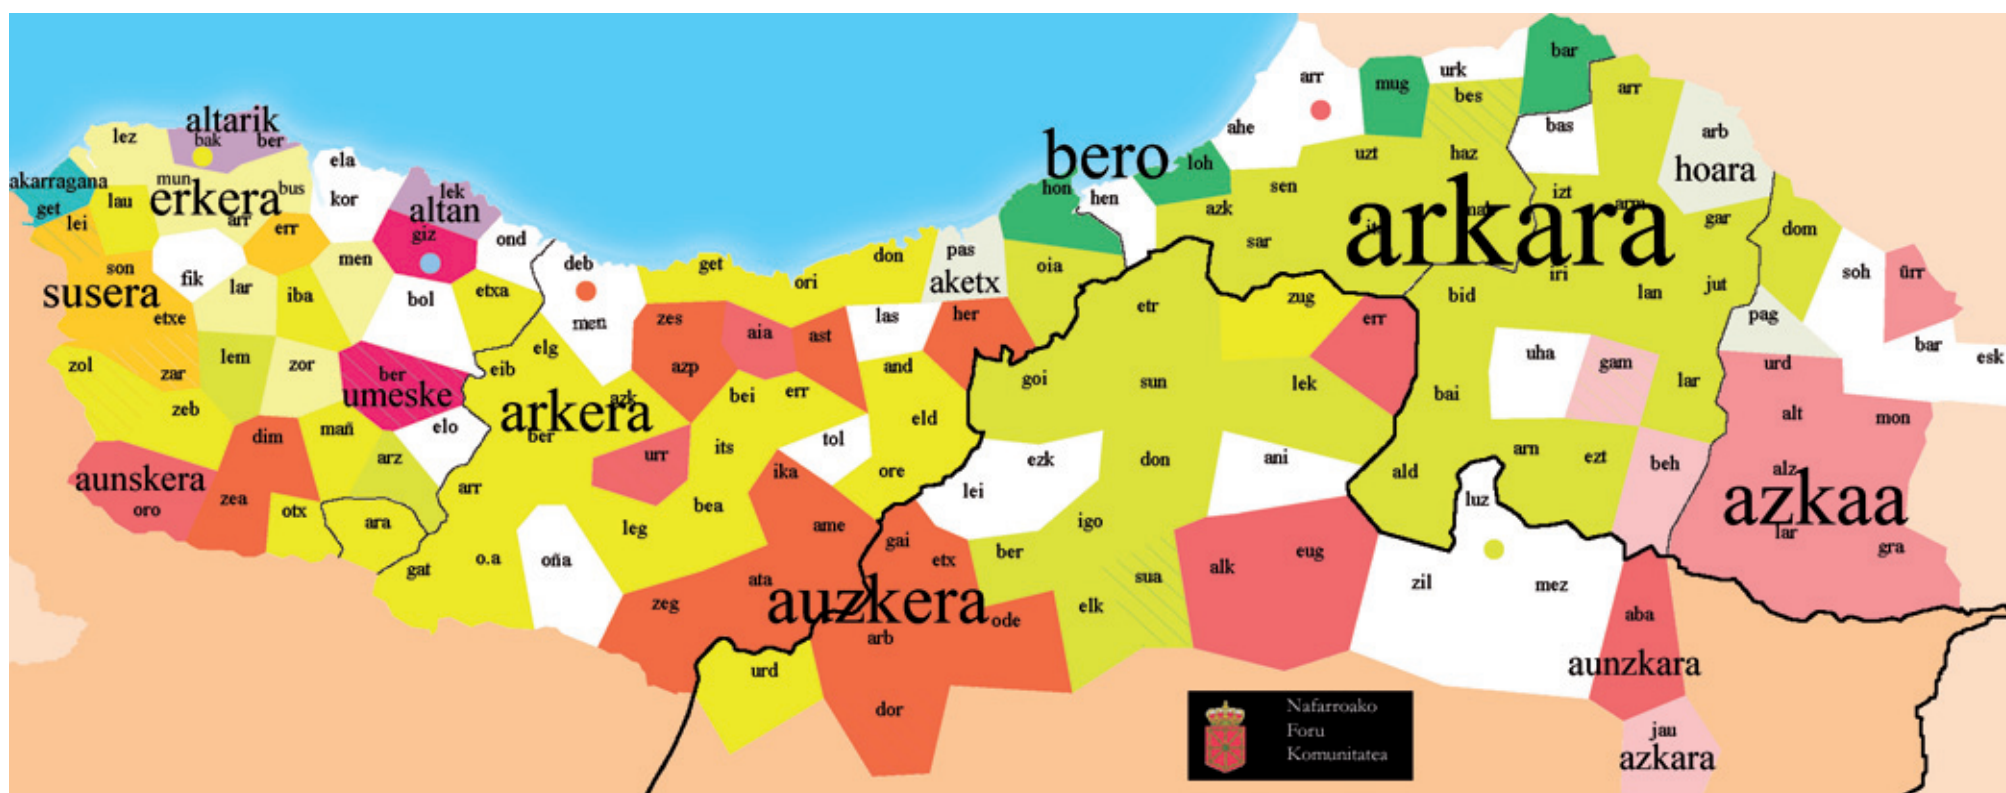 bar
arr
urk
mug
bes
arr
lez
altarik
bak
ber
ahe
bas
arb
hoara
ela
bero
loh
uzt
haz
akarragana
get
lau
mun
erkera
bus
kor
lek
altan
hon
hen
sen
izt
arm
arkara
lei
arr
err
giz
ond
azk
sar
gar
dom
son
fik
men
deb
get
don
pas
aketx
oia
iri
soh
ürr
susera
lar
iba
bol
etxa
ori
etr
zug
bid
lan
jut
etxe
men
zes
aia
ast
las
her
err
pag
bar
esk
zol
zar
lem
zor
ber
umeske
eib
elg
azp
and
goi
sun
lek
uha
gam
lar
urd
zeb
dim
mañ
elo
arkera
azk
ber
bei
err
eld
bai
alt
mon
aunskera
oro
arz
urr
its
tol
ore
ezk
don
ani
arn
ezt
beh
alz
azkaa
lar
gra
zea
otx
ara
arr
ika
bea
leg
ame
lei
igo
ald
luz
gat
o.a
oña
gai
etx
ber
sua
alk
eug
zil
mez
zeg
ata
auzkera
arb
ode
elk
aba
aunzkara
urd
dor
jau
azkara
Nafarroako
Foru
Komunitatea